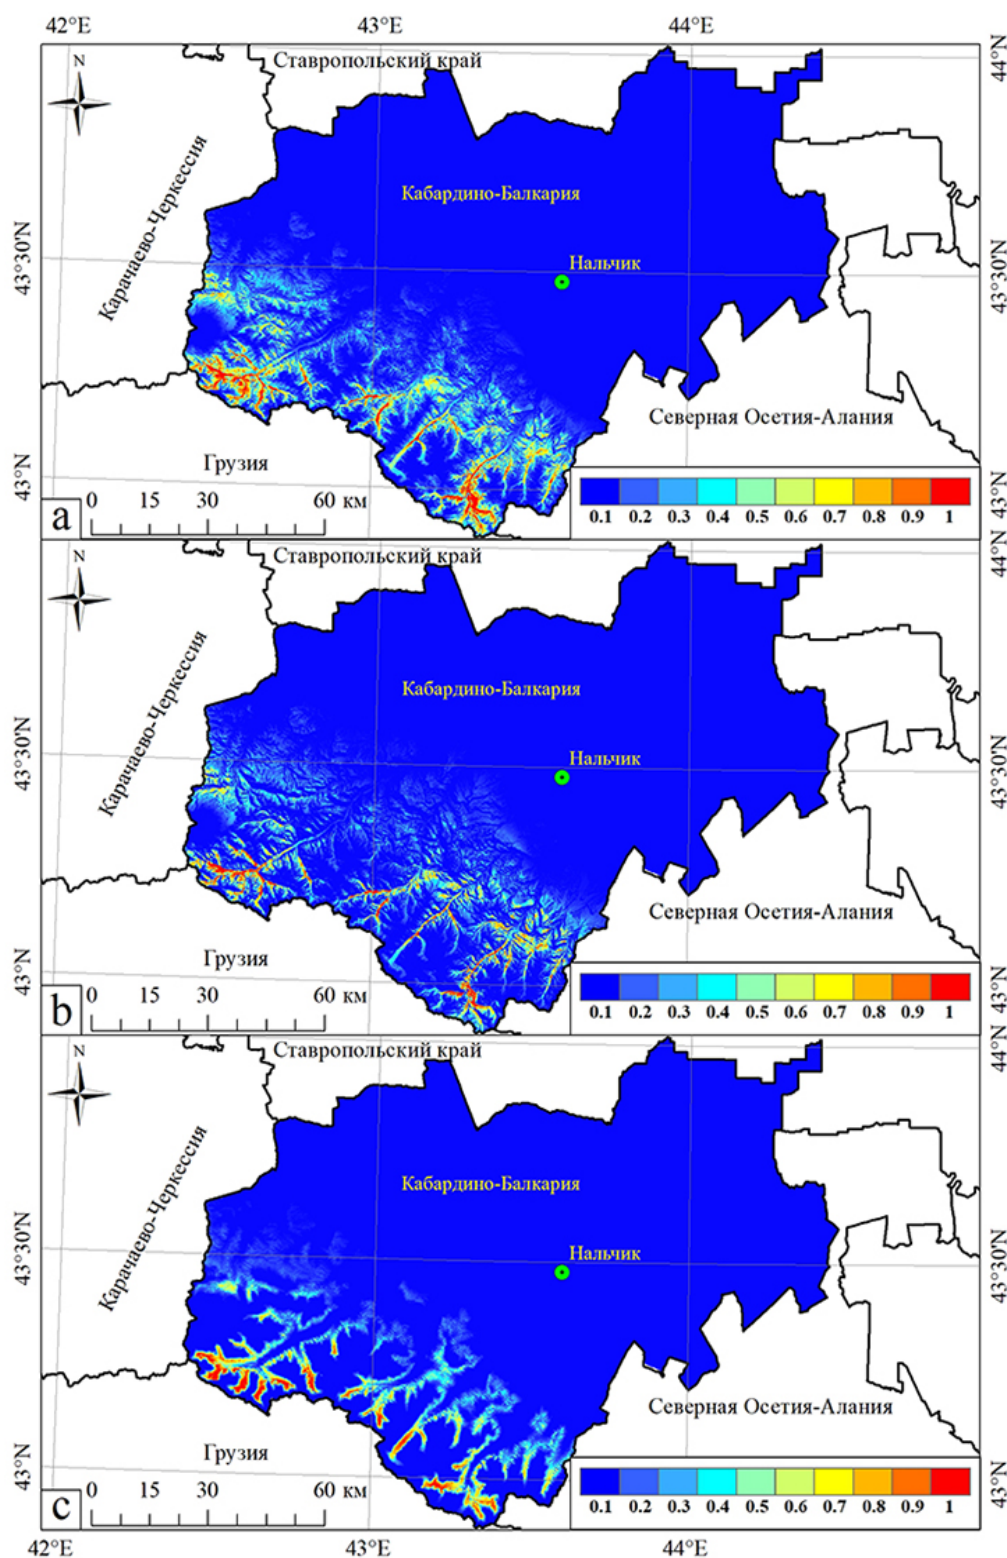 42°E 43°E 44°E
Ставропольский край
44°N
N
Карачаево-Черкессия
Кабардино-Балкария
43°30'N
Нальчик
43°30'N
Северная Осетия-Алания
Грузия
43°N
0 15 30 60 км
43°N
0.1 0.2 0.3 0.4 0.5 0.6 0.7 0.8 0.9 1
a
Ставропольский край
44°N
N
Карачаево-Черкессия
Кабардино-Балкария
43°30'N
Нальчик
43°30'N
Северная Осетия-Алания
Грузия
43°N
0 15 30 60 км
43°N
0.1 0.2 0.3 0.4 0.5 0.6 0.7 0.8 0.9 1
b
Ставропольский край
44°N
N
Карачаево-Черкессия
Кабардино-Балкария
43°30'N
Нальчик
43°30'N
Северная Осетия-Алания
Грузия
43°N
0 15 30 60 км
43°N
0.1 0.2 0.3 0.4 0.5 0.6 0.7 0.8 0.9 1
c
42°E 43°E 44°E